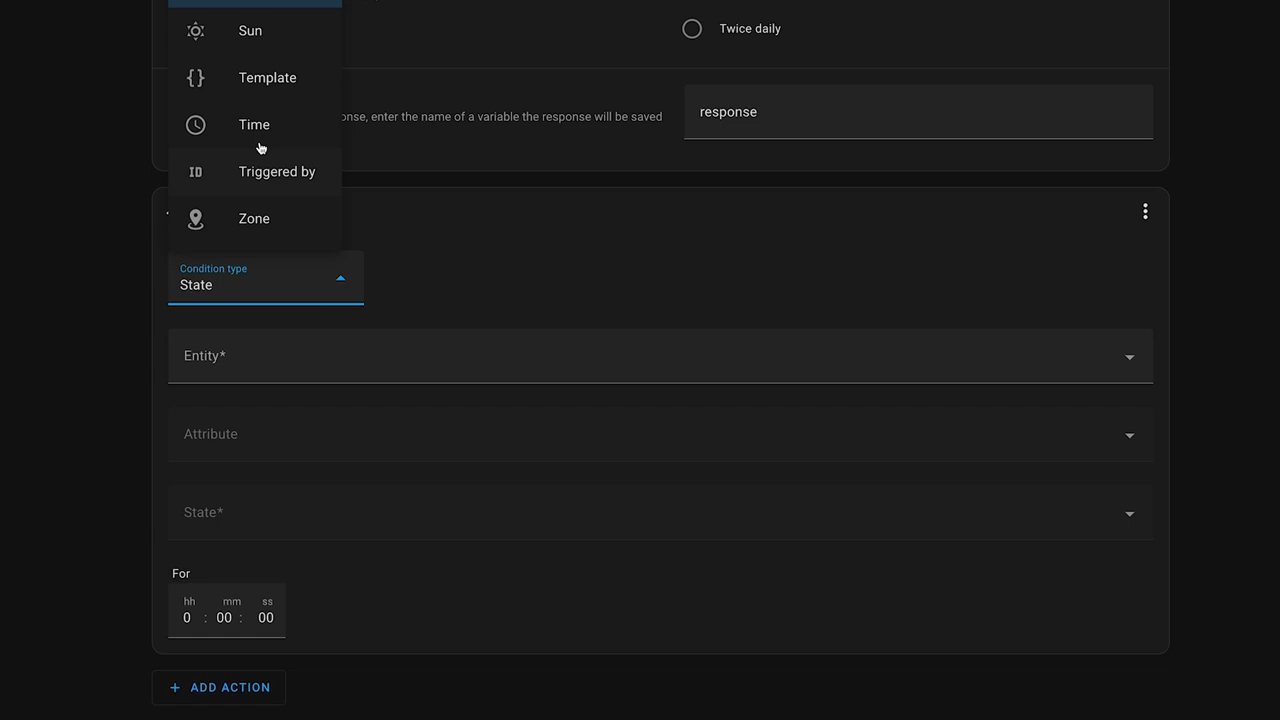 Sun
Twice daily
Template
Time
onse, enter the name of a variable the response will be saved
response
ID
Triggered by
Zone
Condition type
State
Entity*
Attribute
State*
For
hh mm ss
0 : 00 : 00
+ ADD ACTION